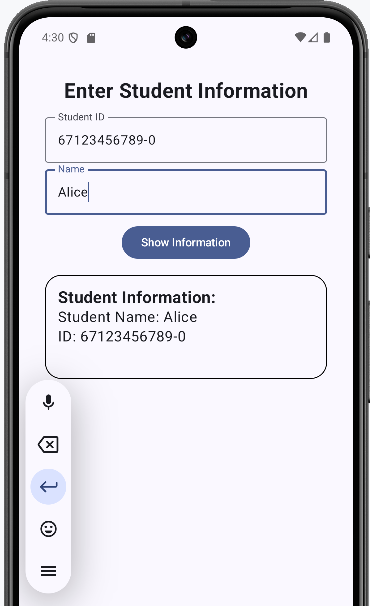 4:30
Enter Student Information
Student ID
67123456789-0
Name
Alice
Show Information
Student Information:
Student Name: Alice
ID: 67123456789-0